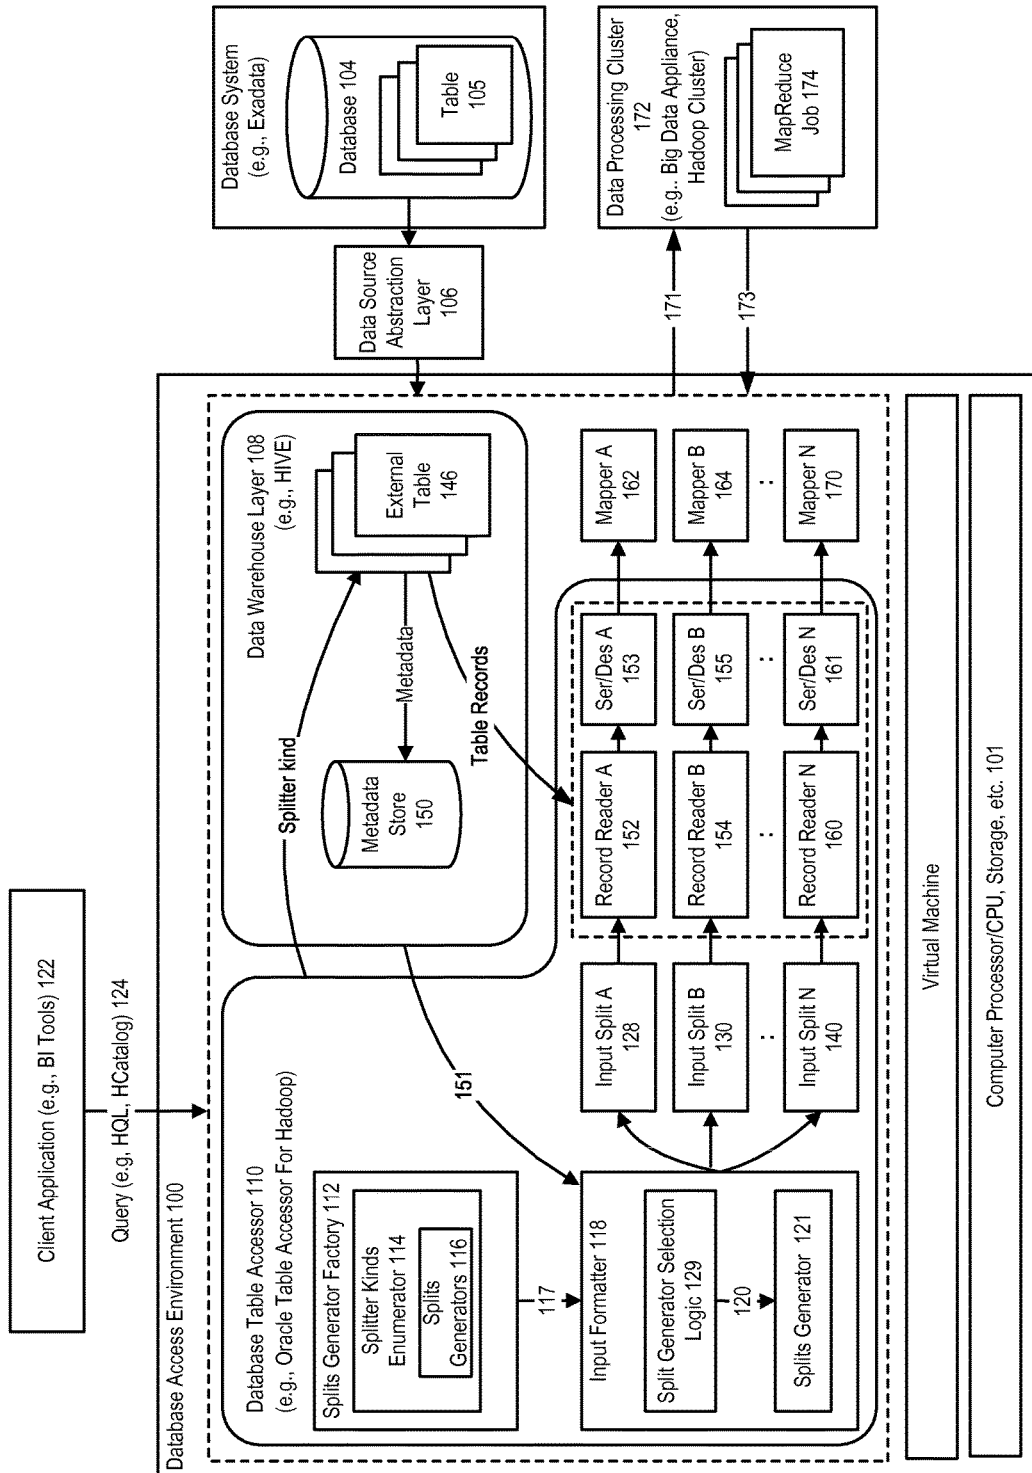 Client Application (e.g., BI Tools) 122
Query (e.g, HQL, HCatalog) 124
Database Access Environment 100
Database Table Accessor 110
(e.g., Oracle Table Accessor For Hadoop)
Splits Generator Factory 112
Splitter Kinds
Enumerator 114
Splits
Generators 116
117
Input Formatter 118
Split Generator Selection
Logic 129
120
Splits Generator 121
151
Splitter kind
Data Warehouse Layer 108
(e.g., HIVE)
Metadata
Store
150
Metadata
External
Table
146
Table Records
Input Split A
128
Input Split B
130
:
Input Split N
140
Record Reader A
152
Record Reader B
154
:
Record Reader N
160
Ser/Des A
153
Ser/Des B
155
:
Ser/Des N
161
Mapper A
162
Mapper B
164
:
Mapper N
170
Data Source
Abstraction
Layer
106
Database System
(e.g., Exadata)
Database 104
Table
105
171
173
Data Processing Cluster
172
(e.g.. Big Data Appliance,
Hadoop Cluster)
MapReduce
Job 174
Virtual Machine
Computer Processor/CPU, Storage, etc. 101